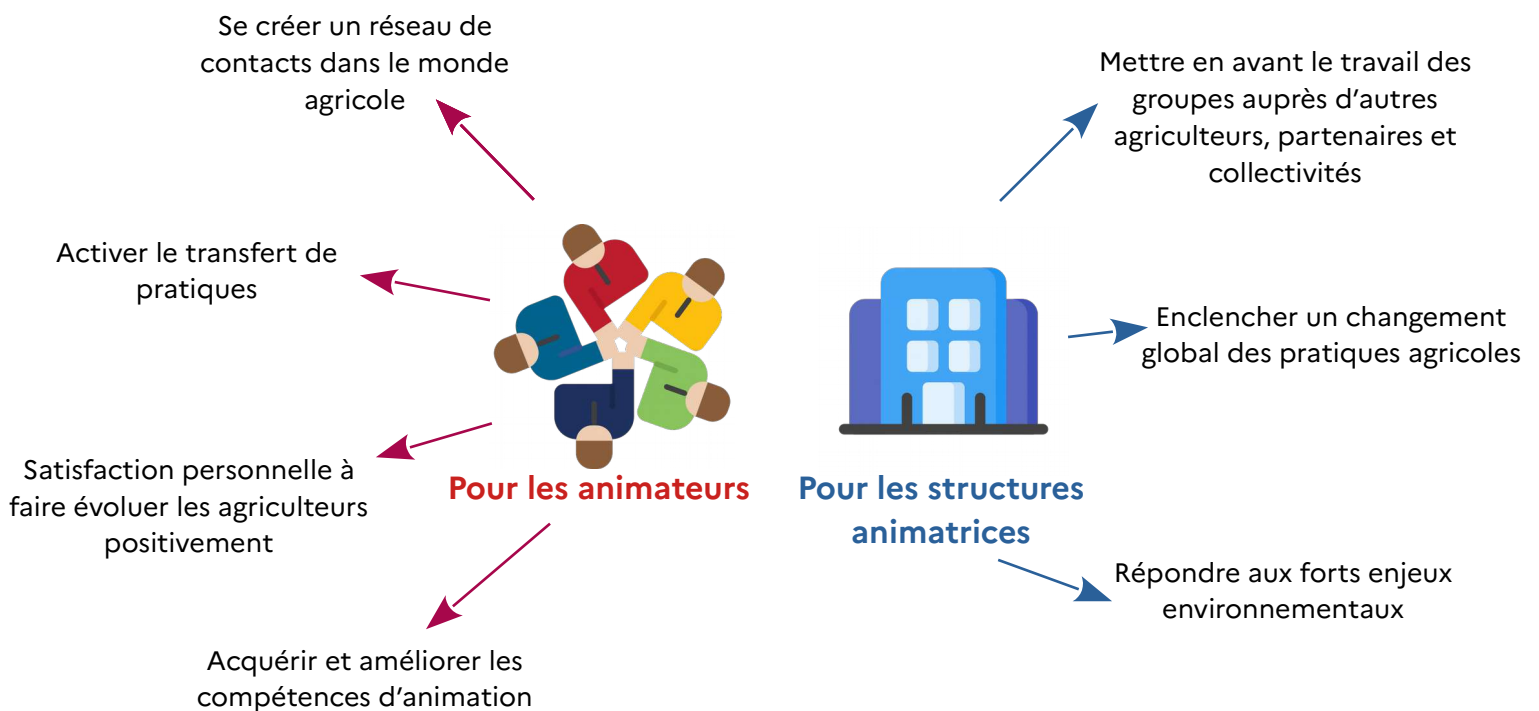 Se créer un réseau de
contacts dans le monde
agricole
Activer le transfert de
pratiques
Satisfaction personnelle à
faire évoluer les agriculteurs
positivement
Acquérir et améliorer les
compétences d’animation
Pour les animateurs
Pour les structures
animatrices
Mettre en avant le travail des
groupes auprès d’autres
agriculteurs, partenaires et
collectivités
Enclencher un changement
global des pratiques agricoles
Répondre aux forts enjeux
environnementaux